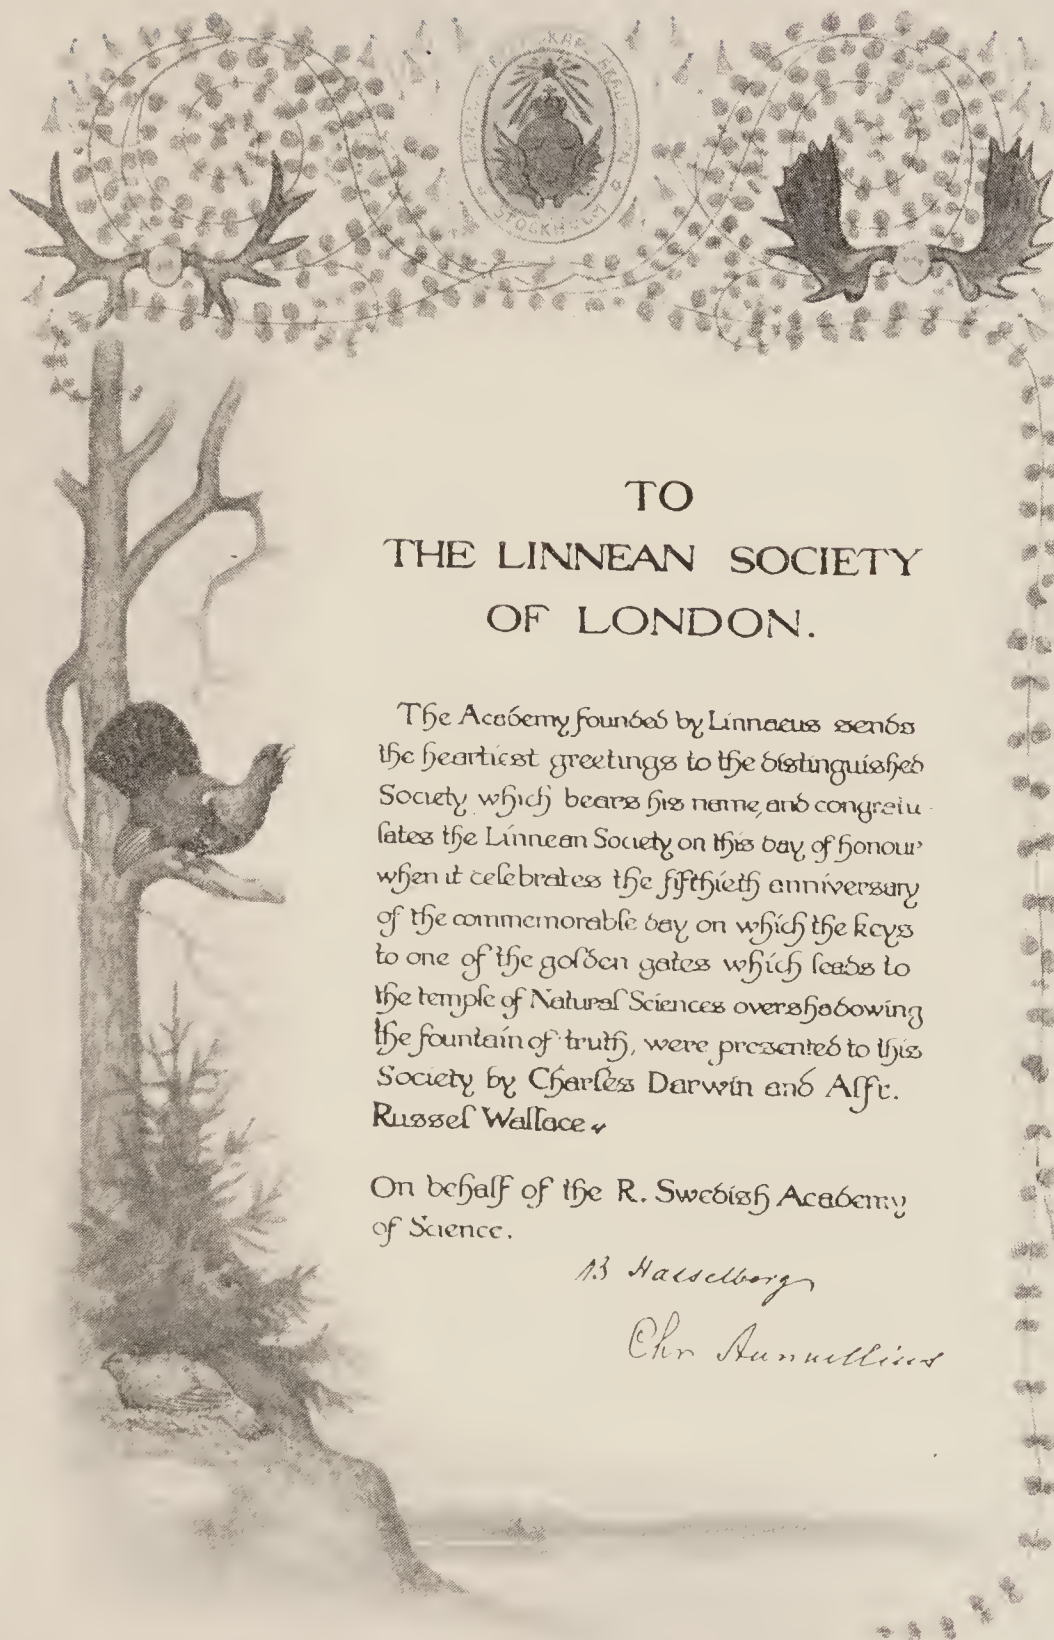 STOCKHOLM
TO
THE LINNEAN SOCIETY
OF LONDON.
The Academy founded by Linnaeus sends
the heartiest greetings to the distinguished
Society which bears his name, and congratu-
lates the Linnean Society on this day of honour
when it celebrates the fifthieth anniversary
of the commemorable day on which the keys
to one of the golden gates which leads to
the temple of Natural Sciences overshadowing
the fountain of truth, were presented to this
Society by Charles Darwin and Alfr.
Russel Wallace
On behalf of the R. Swedish Academy
of Science.
B Hasselberg
Chr Aurivillius